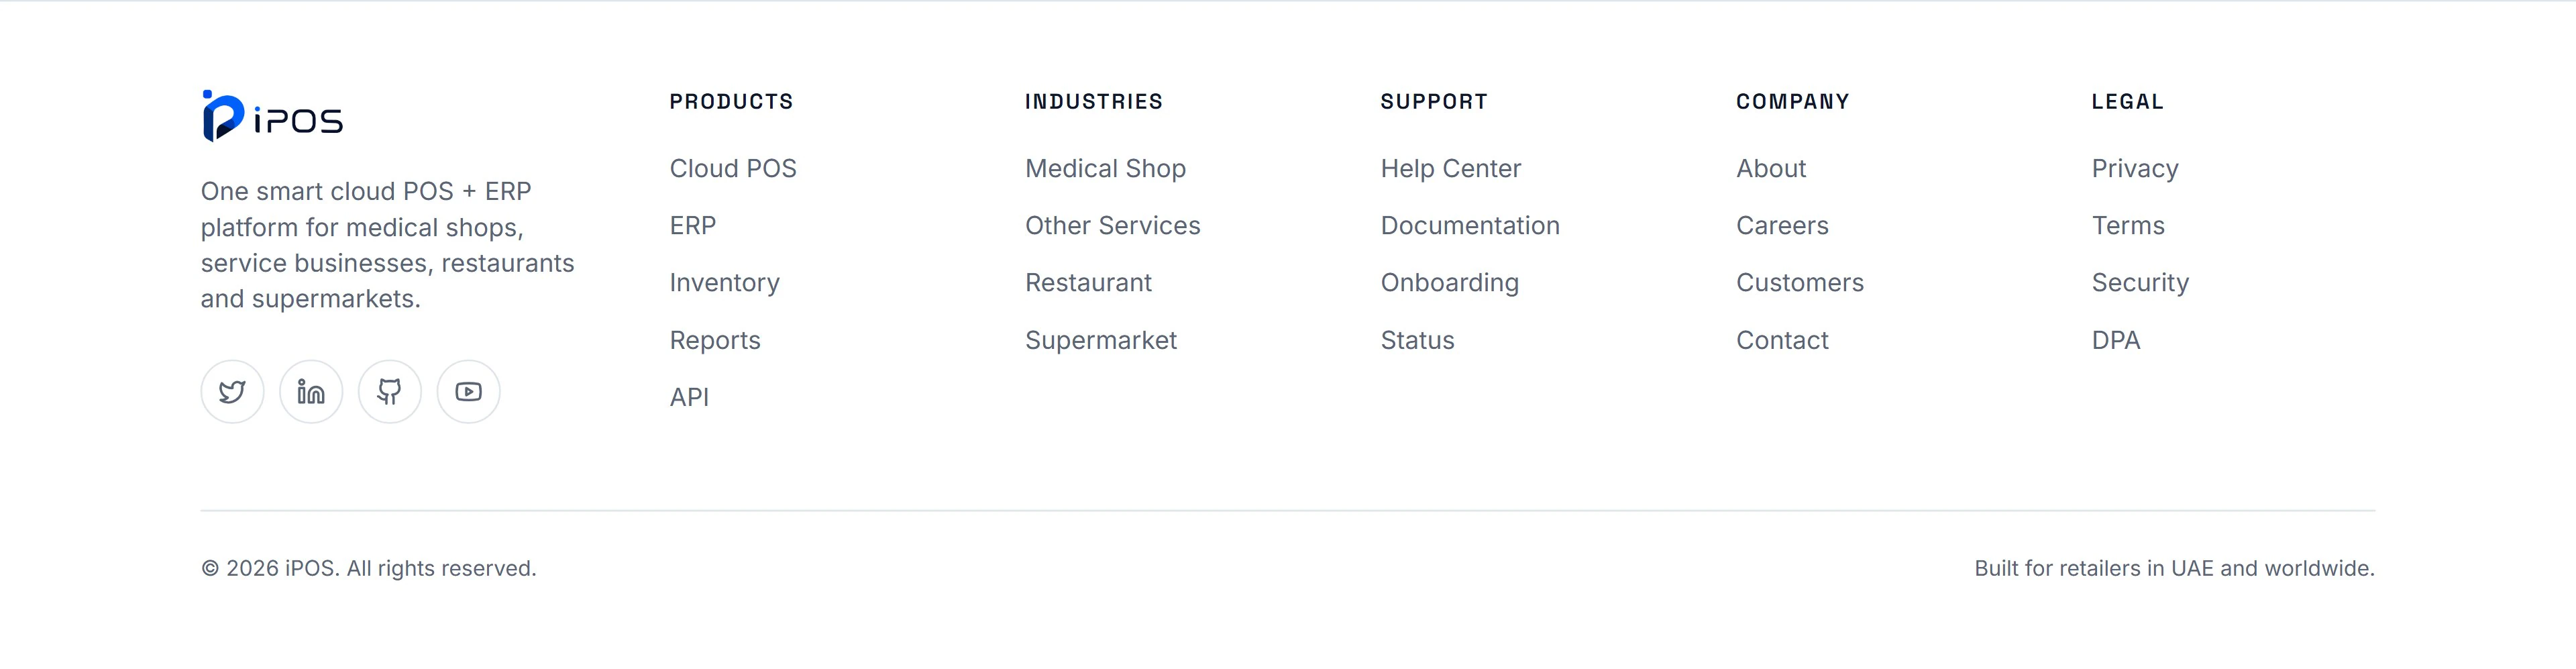 iPOS
One smart cloud POS + ERP
platform for medical shops,
service businesses, restaurants
and supermarkets.
PRODUCTS
Cloud POS
ERP
Inventory
Reports
API
INDUSTRIES
Medical Shop
Other Services
Restaurant
Supermarket
SUPPORT
Help Center
Documentation
Onboarding
Status
COMPANY
About
Careers
Customers
Contact
LEGAL
Privacy
Terms
Security
DPA
© 2026 iPOS. All rights reserved.
Built for retailers in UAE and worldwide.